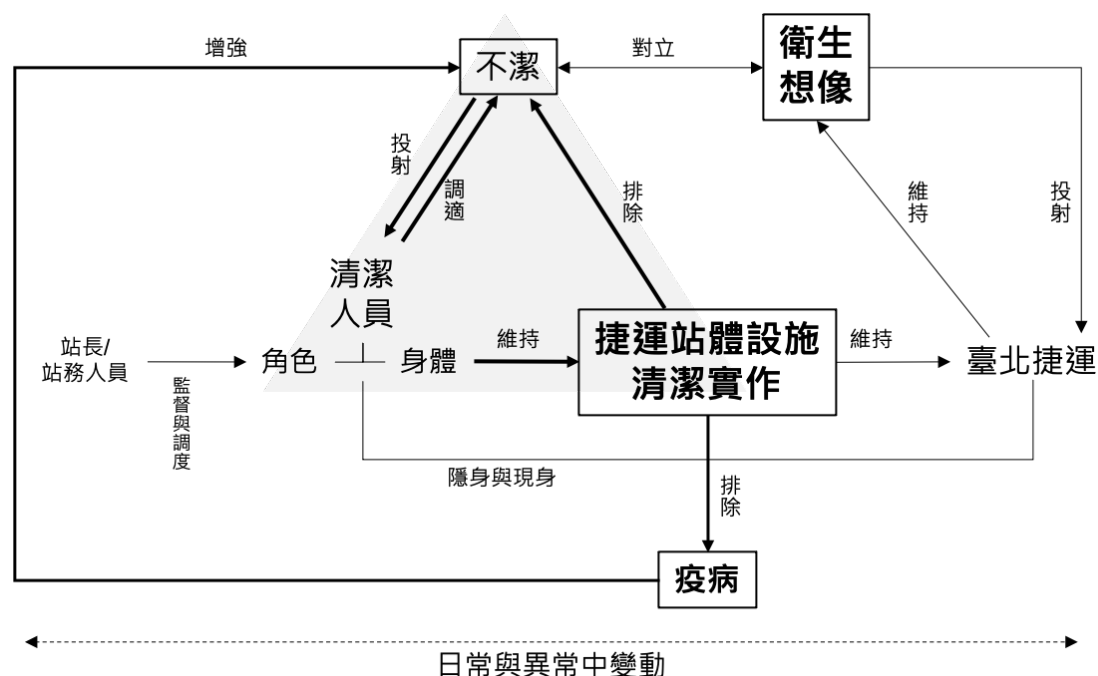 增強
不潔
對立
衛生
想像
投射
調適
排除
維持
投射
清潔
人員
站長/
站務人員
監督與調度
角色
身體
維持
捷運站體設施
清潔實作
維持
臺北捷運
隱身與現身
排除
疫病
日常與異常中變動